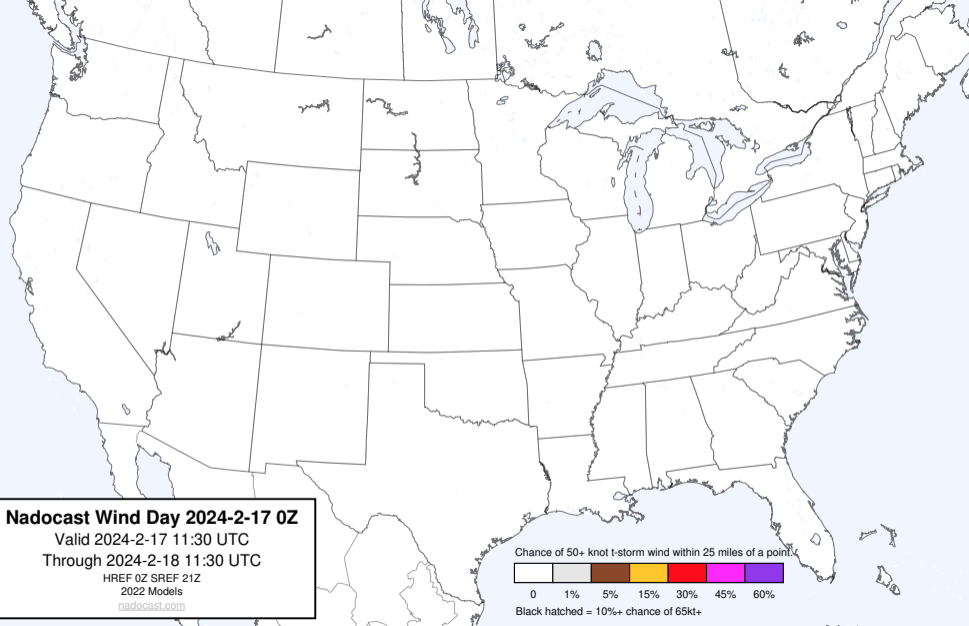 Nadocast Wind Day 2024-2-17 0Z
Valid 2024-2-17 11:30 UTC
Through 2024-2-18 11:30 UTC
HREF 0Z SREF 21Z
2022 Models
nadocast.com
Chance of 50+ knot t-storm wind within 25 miles of a point.
0 1% 5% 15% 30% 45% 60%
Black hatched = 10%+ chance of 65kt+